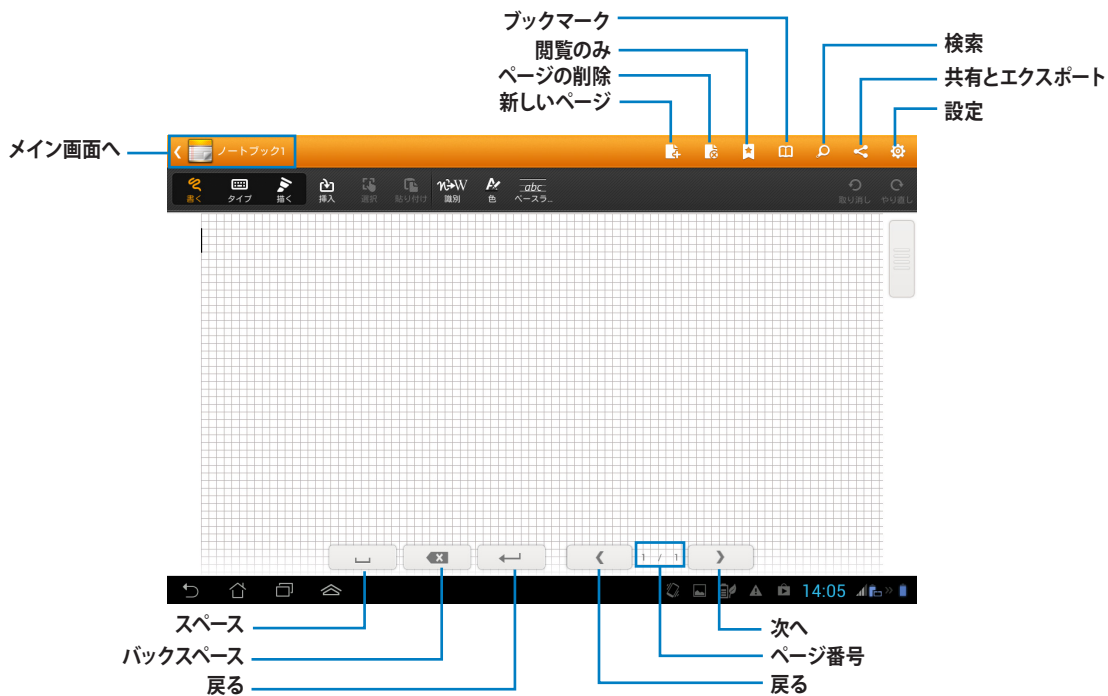 ブックマーク
閲覧のみ
ページの削除
新しいページ
検索
共有とエクスポート
設定
メイン画面へ
ノートブック1
書く
タイプ
描く
挿入
選択
貼り付け
識別
色
abc
ベースラ...
取り消し
やり直し
1 / 1
14:05
スペース
バックスペース
戻る
次へ
ページ番号
戻る